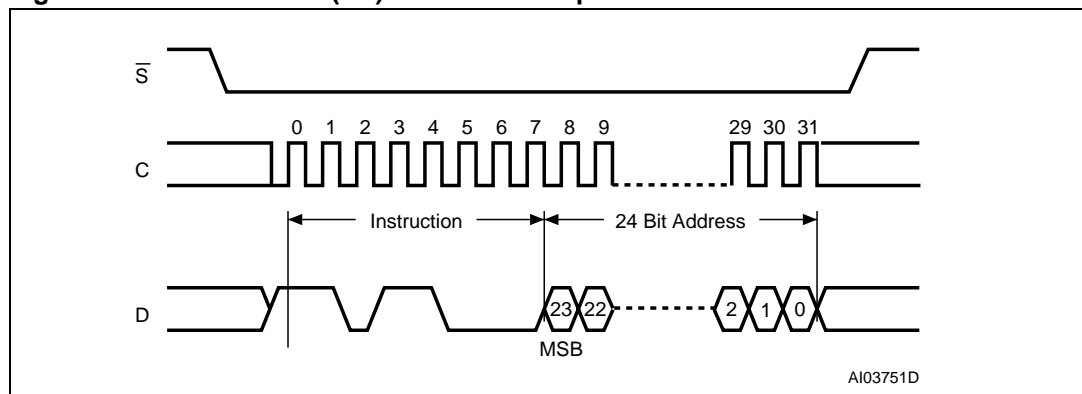 S
0 1 2 3 4 5 6 7 8 9 29 30 31
C
Instruction 24 Bit Address
D 23 22 2 1 0
MSB
AI03751D